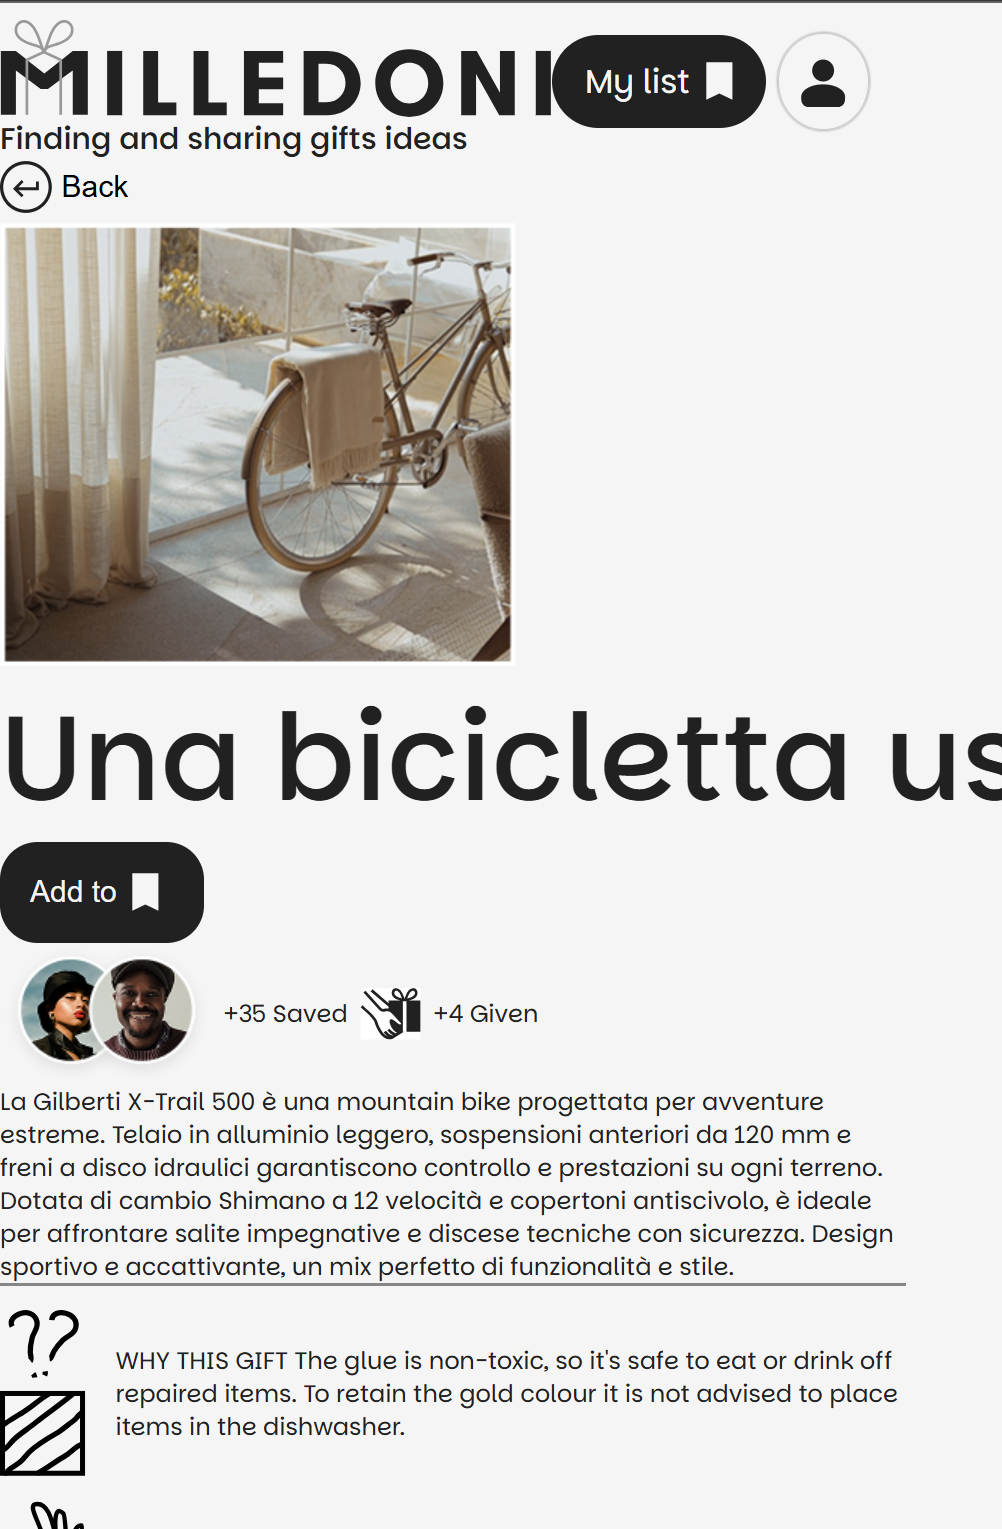 MILLEDONI
My list
Finding and sharing gifts ideas
Back
Una bicicletta
Add to
+35 Saved
+4 Given
La Gilberti X-Trail 500 è una mountain bike progettata per avventure
estreme. Telaio in alluminio leggero, sospensioni anteriori da 120 mm e
freni a disco idraulici garantiscono controllo e prestazioni su ogni terreno.
Dotata di cambio Shimano a 12 velocità e copertoni antiscivolo, è ideale
per affrontare salite impegnative e discese tecniche con sicurezza. Design
sportivo e accattivante, un mix perfetto di funzionalità e stile.
??
WHY THIS GIFT The glue is non-toxic, so it's safe to eat or drink off
repaired items. To retain the gold colour it is not advised to place
items in the dishwasher.